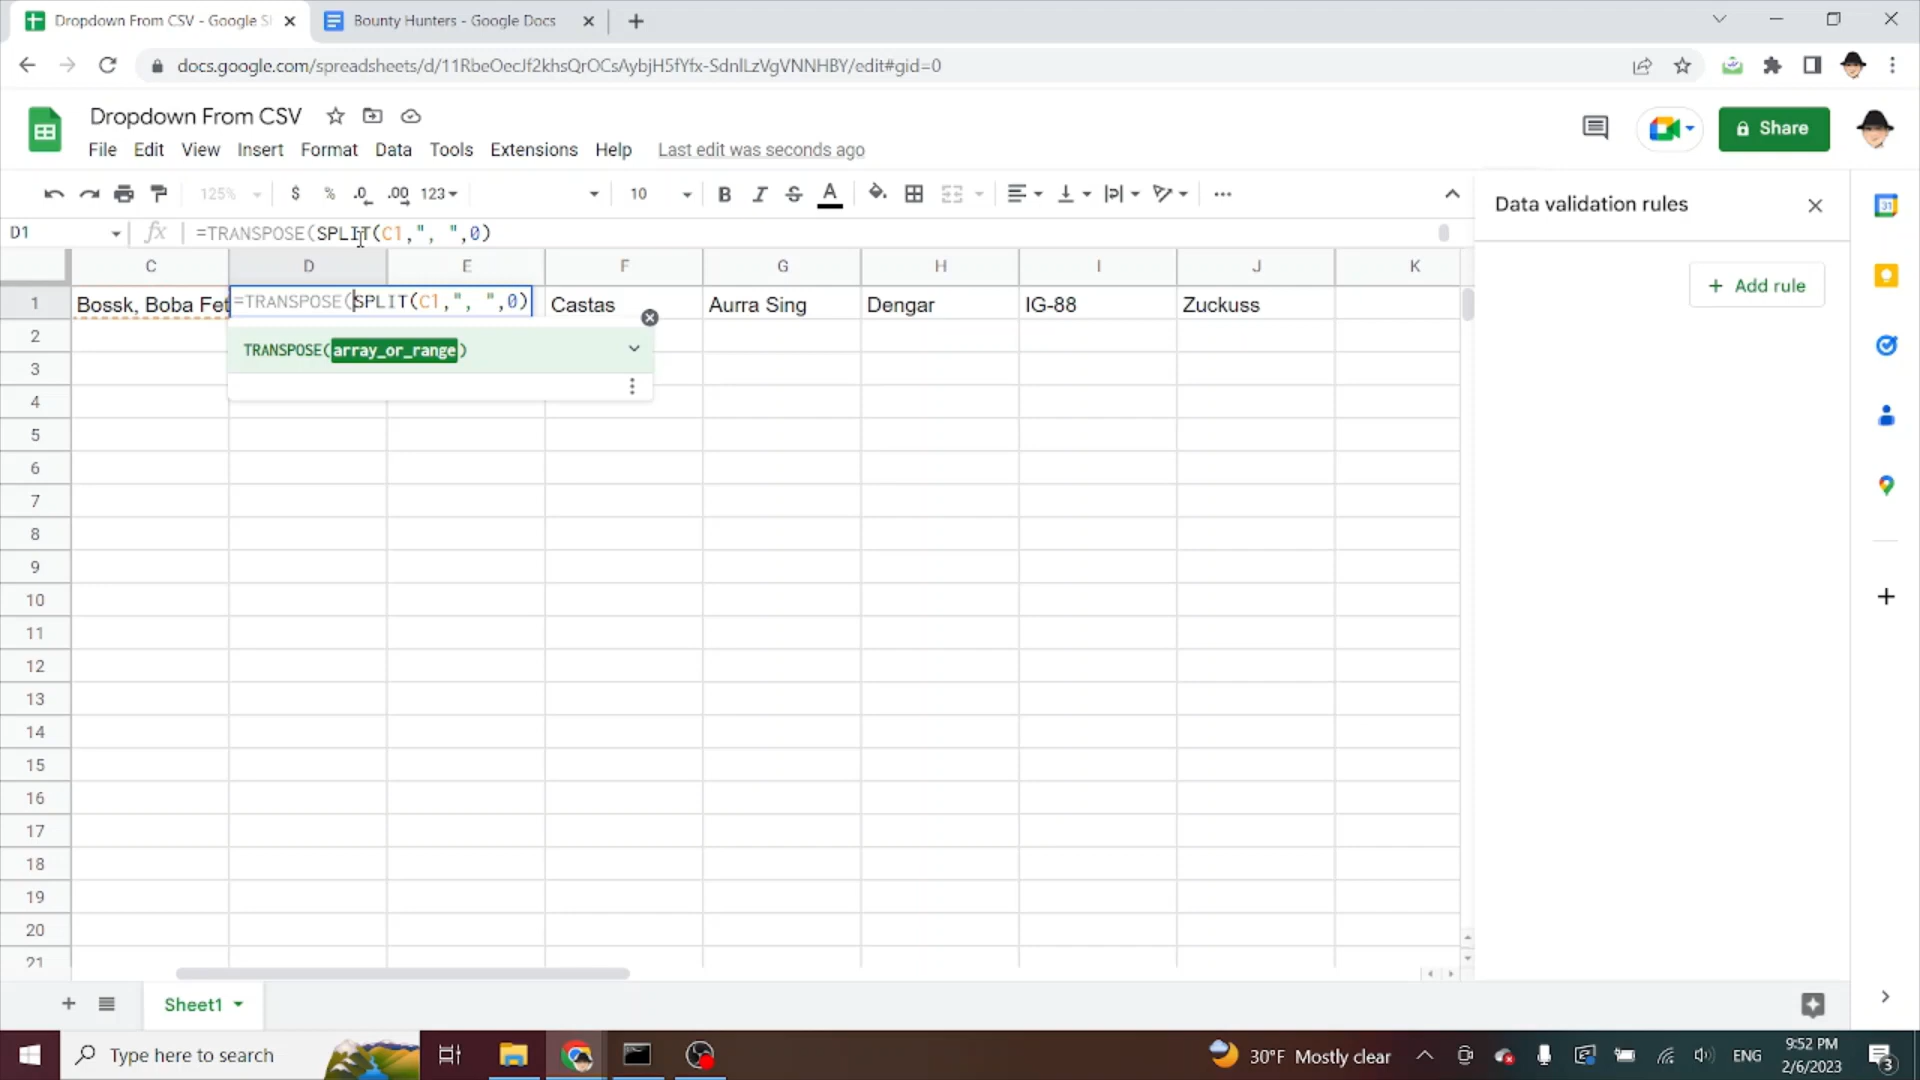 Dropdown From CSV - Google S
Bounty Hunters - Google Docs
docs.google.com/spreadsheets/d/11RbeOecJf2khsQrOCsAybjH5fYfx-SdnlLzVgVNNHBY/edit#gid=0
Dropdown From CSV
Share
File Edit View Insert Format Data Tools Extensions Help Last edit was seconds ago
125% $ % .0 .00 123 10 B I S A
Data validation rules
D1 fx =TRANSPOSE(SPLIT(C1,", ",0)
C D E F G H I J K
Add rule
1 Bossk, Boba Fet =TRANSPOSE(SPLIT(C1,", ",0) Castas Aurra Sing Dengar IG-88 Zuckuss
TRANSPOSE(array_or_range)
2
3
4
5
6
7
8
9
10
11
12
13
14
15
16
17
18
19
20
21
Sheet1
Type here to search
30°F Mostly clear
ENG
9:52 PM
2/6/2023
3
31